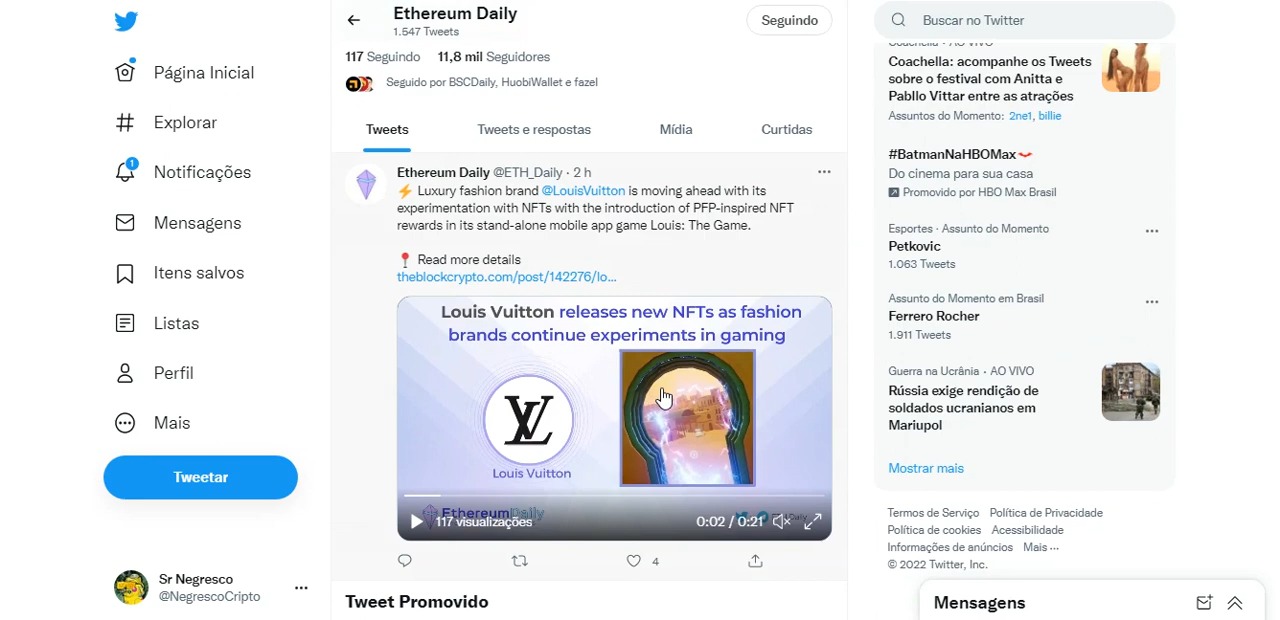 Página Inicial
Explorar
1
Notificações
Mensagens
Itens salvos
Listas
Perfil
Mais
Tweetar
Sr Negresco
@NegrescoCripto
Ethereum Daily
1.547 Tweets
Seguindo
117 Seguindo 11,8 mil Seguidores
Seguido por BSCDaily, HuobiWallet e fazel
Tweets Tweets e respostas Mídia Curtidas
Ethereum Daily @ETH_Daily · 2 h
⚡ Luxury fashion brand @LouisVuitton is moving ahead with its
experimentation with NFTs with the introduction of PFP-inspired NFT
rewards in its stand-alone mobile app game Louis: The Game.
📍 Read more details
theblockcrypto.com/post/142276/lo...
Louis Vuitton releases new NFTs as fashion
brands continue experiments in gaming
LV
Louis Vuitton
EthereumDaily
117 visualizações 0:02 / 0:21
4
Tweet Promovido
Buscar no Twitter
Coachella · AO VIVO
Coachella: acompanhe os Tweets
sobre o festival com Anitta e
Pabllo Vittar entre as atrações
Assuntos do Momento: 2ne1, billie
#BatmanNaHBOMax
Do cinema para sua casa
Promovido por HBO Max Brasil
Esportes · Assunto do Momento
Petkovic
1.063 Tweets
Assunto do Momento em Brasil
Ferrero Rocher
1.911 Tweets
Guerra na Ucrânia · AO VIVO
Rússia exige rendição de
soldados ucranianos em
Mariupol
Mostrar mais
Termos de Serviço Política de Privacidade
Política de cookies Acessibilidade
Informações de anúncios Mais ···
© 2022 Twitter, Inc.
Mensagens